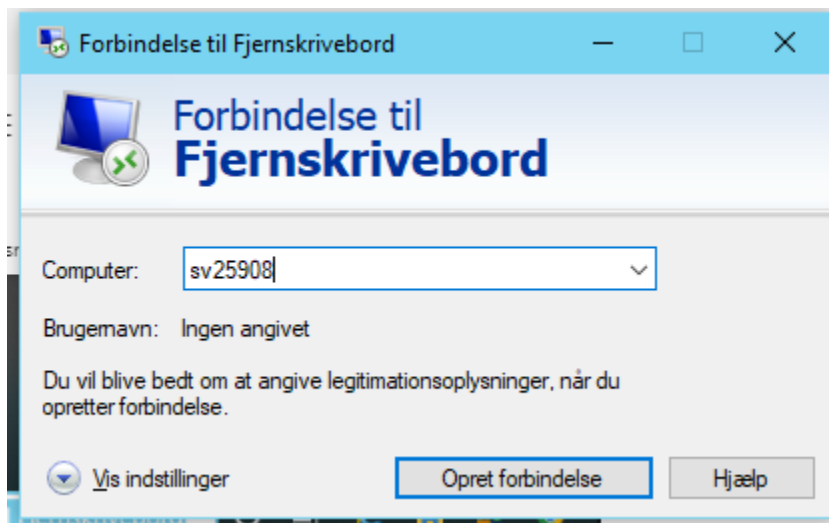 Forbindelse til Fjernskrivebord
Forbindelse til
Fjernskrivebord
Computer: sv25908
Brugernavn: Ingen angivet
Du vil blive bedt om at angive legitimationsoplysninger, når du
opretter forbindelse.
Vis indstillinger Opret forbindelse Hjælp